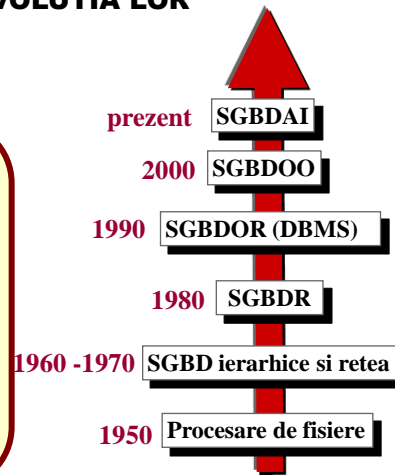 VOLUTIA LOR
prezent SGBDAI
2000 SGBDOO
1990 SGBDOR (DBMS)
1980 SGBDR
1960 -1970 SGBD ierarhice si retea
1950 Procesare de fisiere